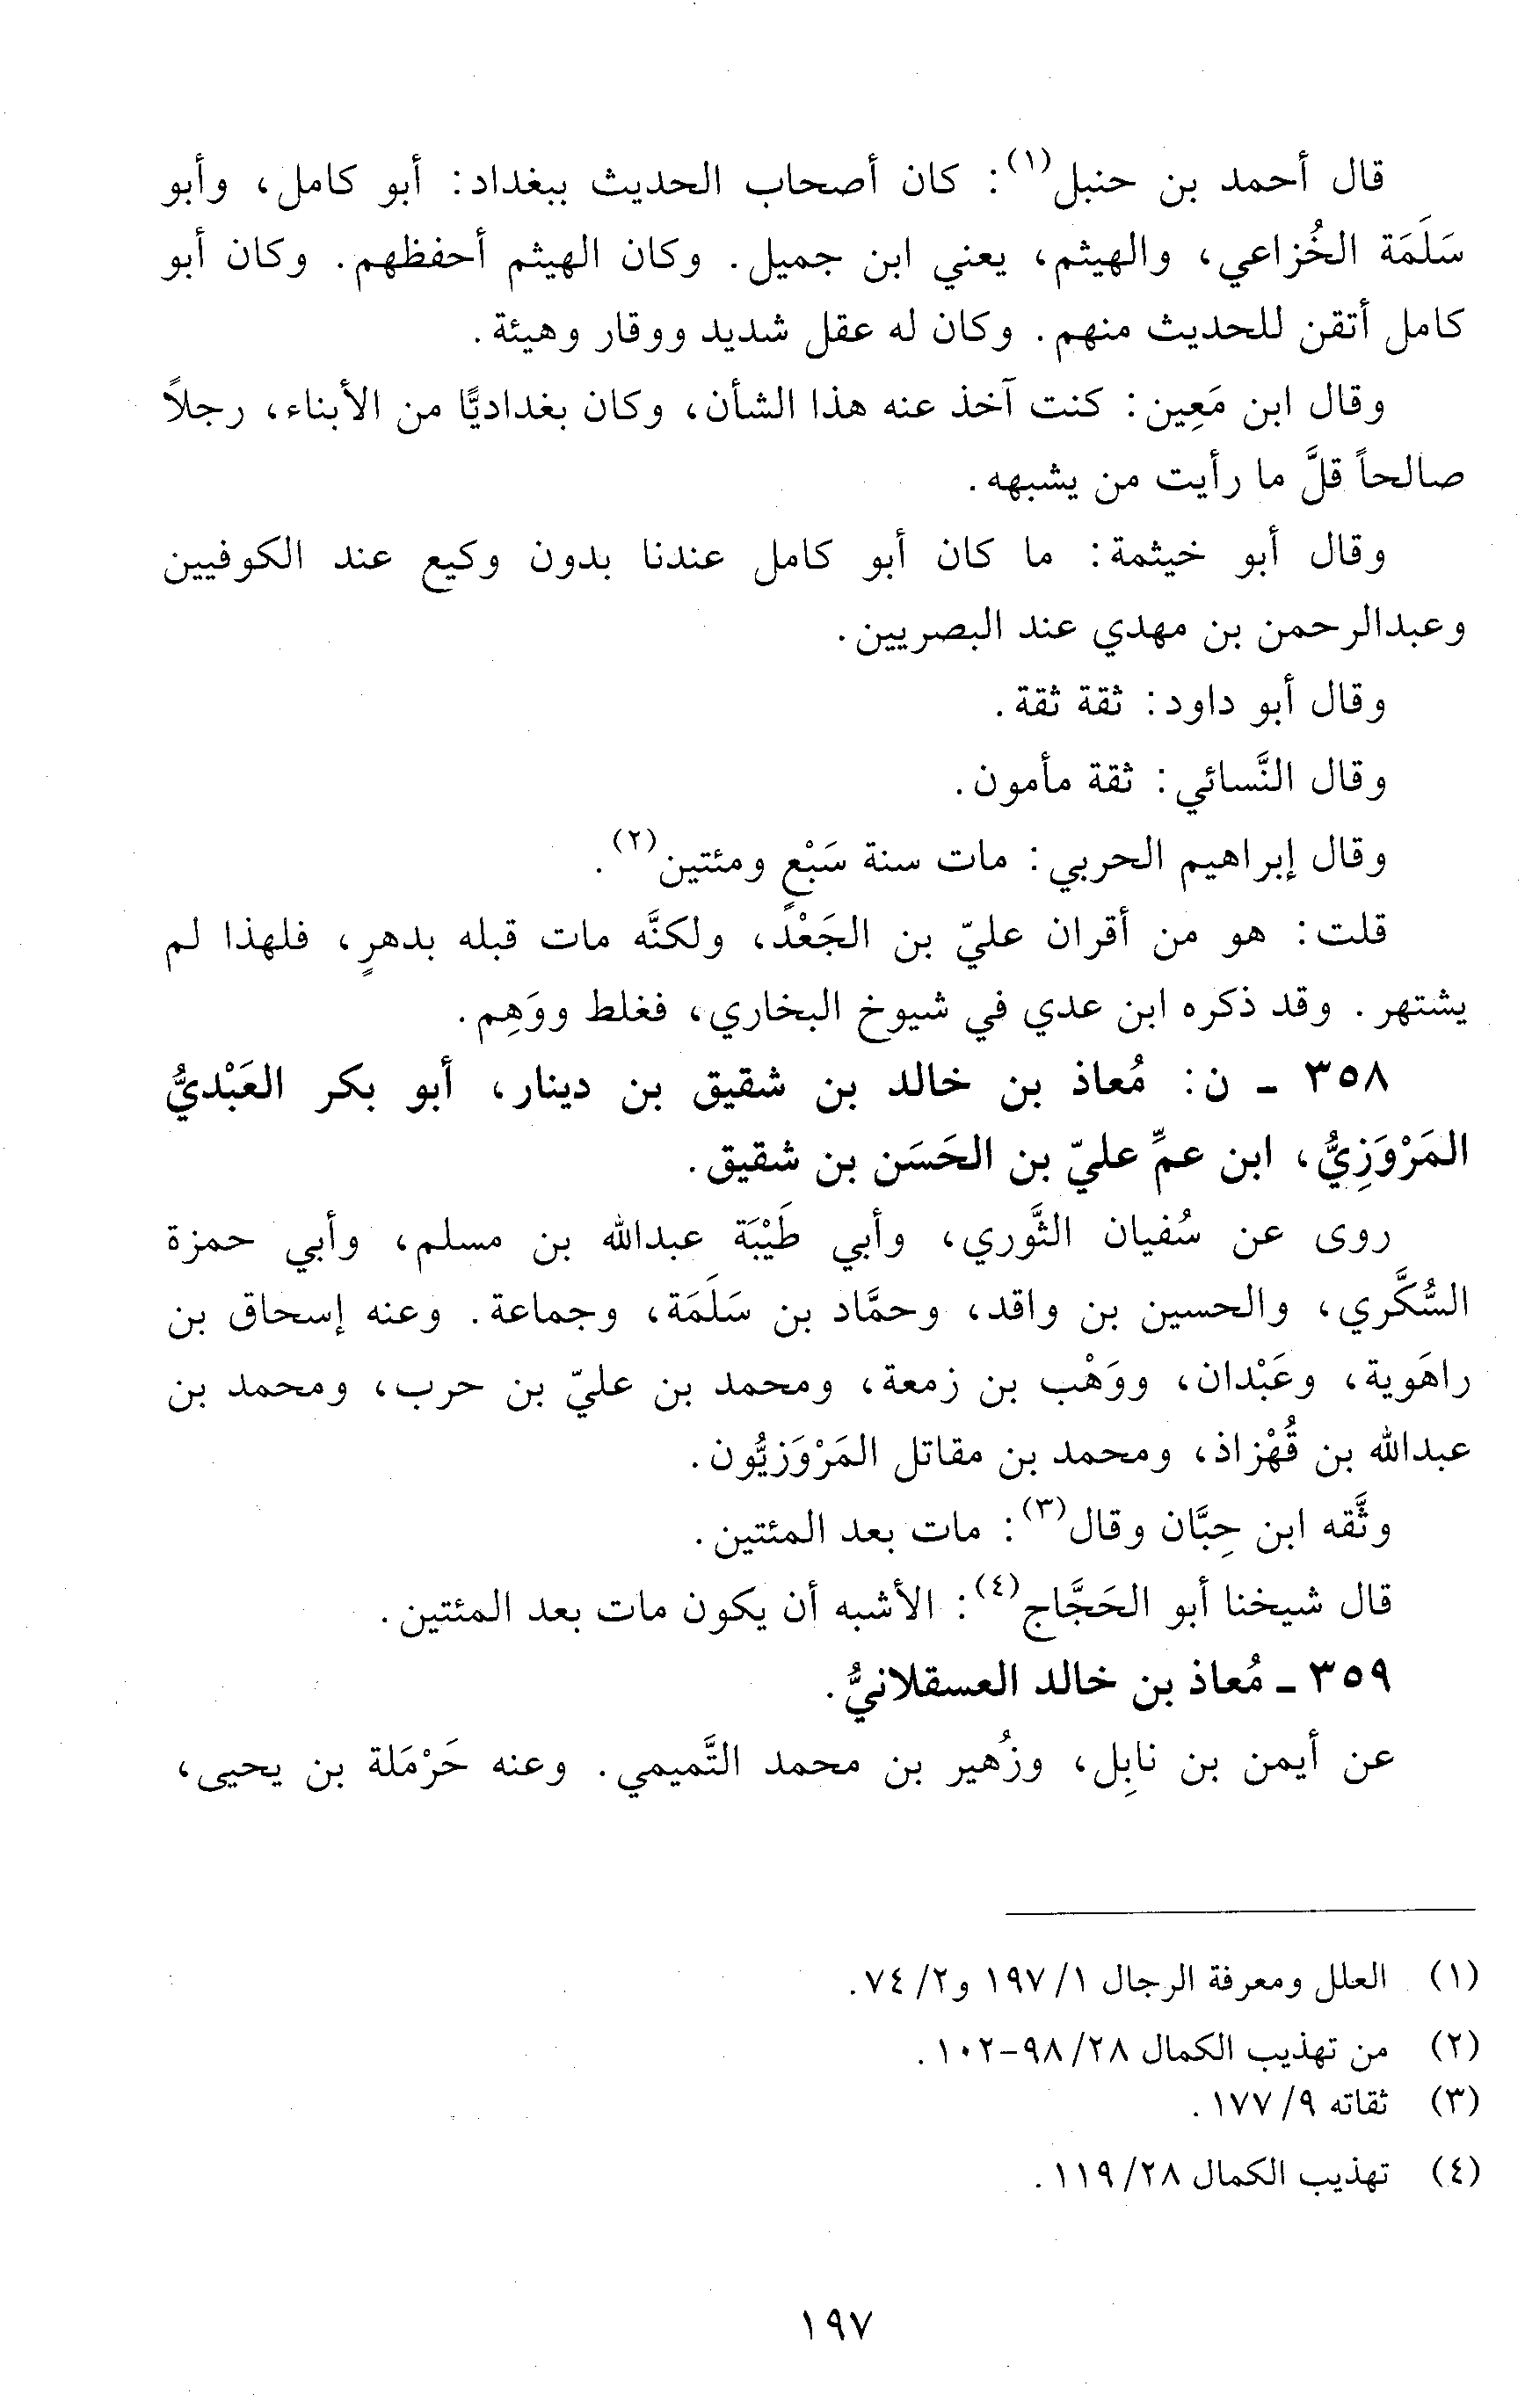 قال أحمد بن حنبل(١): كان أصحاب الحديث ببغداد: أبو كامل، وأبو
سَلَمَة الخُزاعي، والهيثم، يعني ابن جميل. وكان الهيثم أحفظهم. وكان أبو
كامل أتقن للحديث منهم. وكان له عقل شديد ووقار وهيئة.
وقال ابن مَعِين: كنت آخذ عنه هذا الشأن، وكان بغداديًّا من الأبناء، رجلاً
صالحاً قلَّ ما رأيت من يشبهه.
وقال أبو خيثمة: ما كان أبو كامل عندنا بدون وكيع عند الكوفيين
وعبدالرحمن بن مهدي عند البصريين.
وقال أبو داود: ثقة ثقة.
وقال النَّسائي: ثقة مأمون.
وقال إبراهيم الحربي: مات سنة سَبْعٍ ومئتين(٢).
قلت: هو من أقران عليّ بن الجَعْد، ولكنَّه مات قبله بدهرٍ، فلهذا لم
يشتهر. وقد ذكره ابن عدي في شيوخ البخاري، فغلط ووَهِم.
٣٥٨ - ن: مُعاذ بن خالد بن شقيق بن دينار، أبو بكر العَبْديُّ
المَرْوَزِيُّ، ابن عمِّ عليّ بن الحَسَن بن شقيق.
روى عن سُفيان الثَّوري، وأبي طَيْبَة عبدالله بن مسلم، وأبي حمزة
السُّكَّري، والحسين بن واقد، وحمَّاد بن سَلَمَة، وجماعة. وعنه إسحاق بن
راهَوية، وعَبْدان، ووَهْب بن زمعة، ومحمد بن عليّ بن حرب، ومحمد بن
عبدالله بن قُهْزاذ، ومحمد بن مقاتل المَرْوَزيُّون.
وثَّقه ابن حِبَّان وقال(٣): مات بعد المئتين.
قال شيخنا أبو الحَجَّاج(٤): الأشبه أن يكون مات بعد المئتين.
٣٥٩ - مُعاذ بن خالد العسقلانيُّ.
عن أيمن بن نابِل، وزُهير بن محمد التَّميمي. وعنه حَرْمَلة بن يحيى،
(١) العلل ومعرفة الرجال ١/ ١٩٧ و٢/ ٧٤.
(٢) من تهذيب الكمال ٢٨/ ٩٨-١٠٢.
(٣) ثقاته ٩/ ١٧٧.
(٤) تهذيب الكمال ٢٨/ ١١٩.
١٩٧